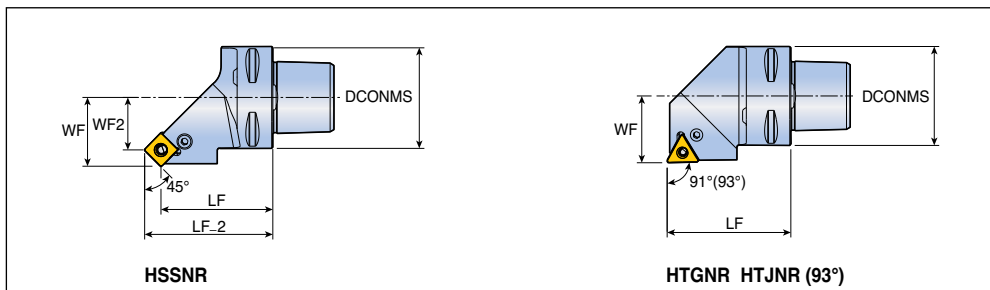 DCONMS
WF
WF2
45°
LF
LF_2
HSSNR
DCONMS
WF
91°(93°)
LF
HTGNR HTJNR (93°)